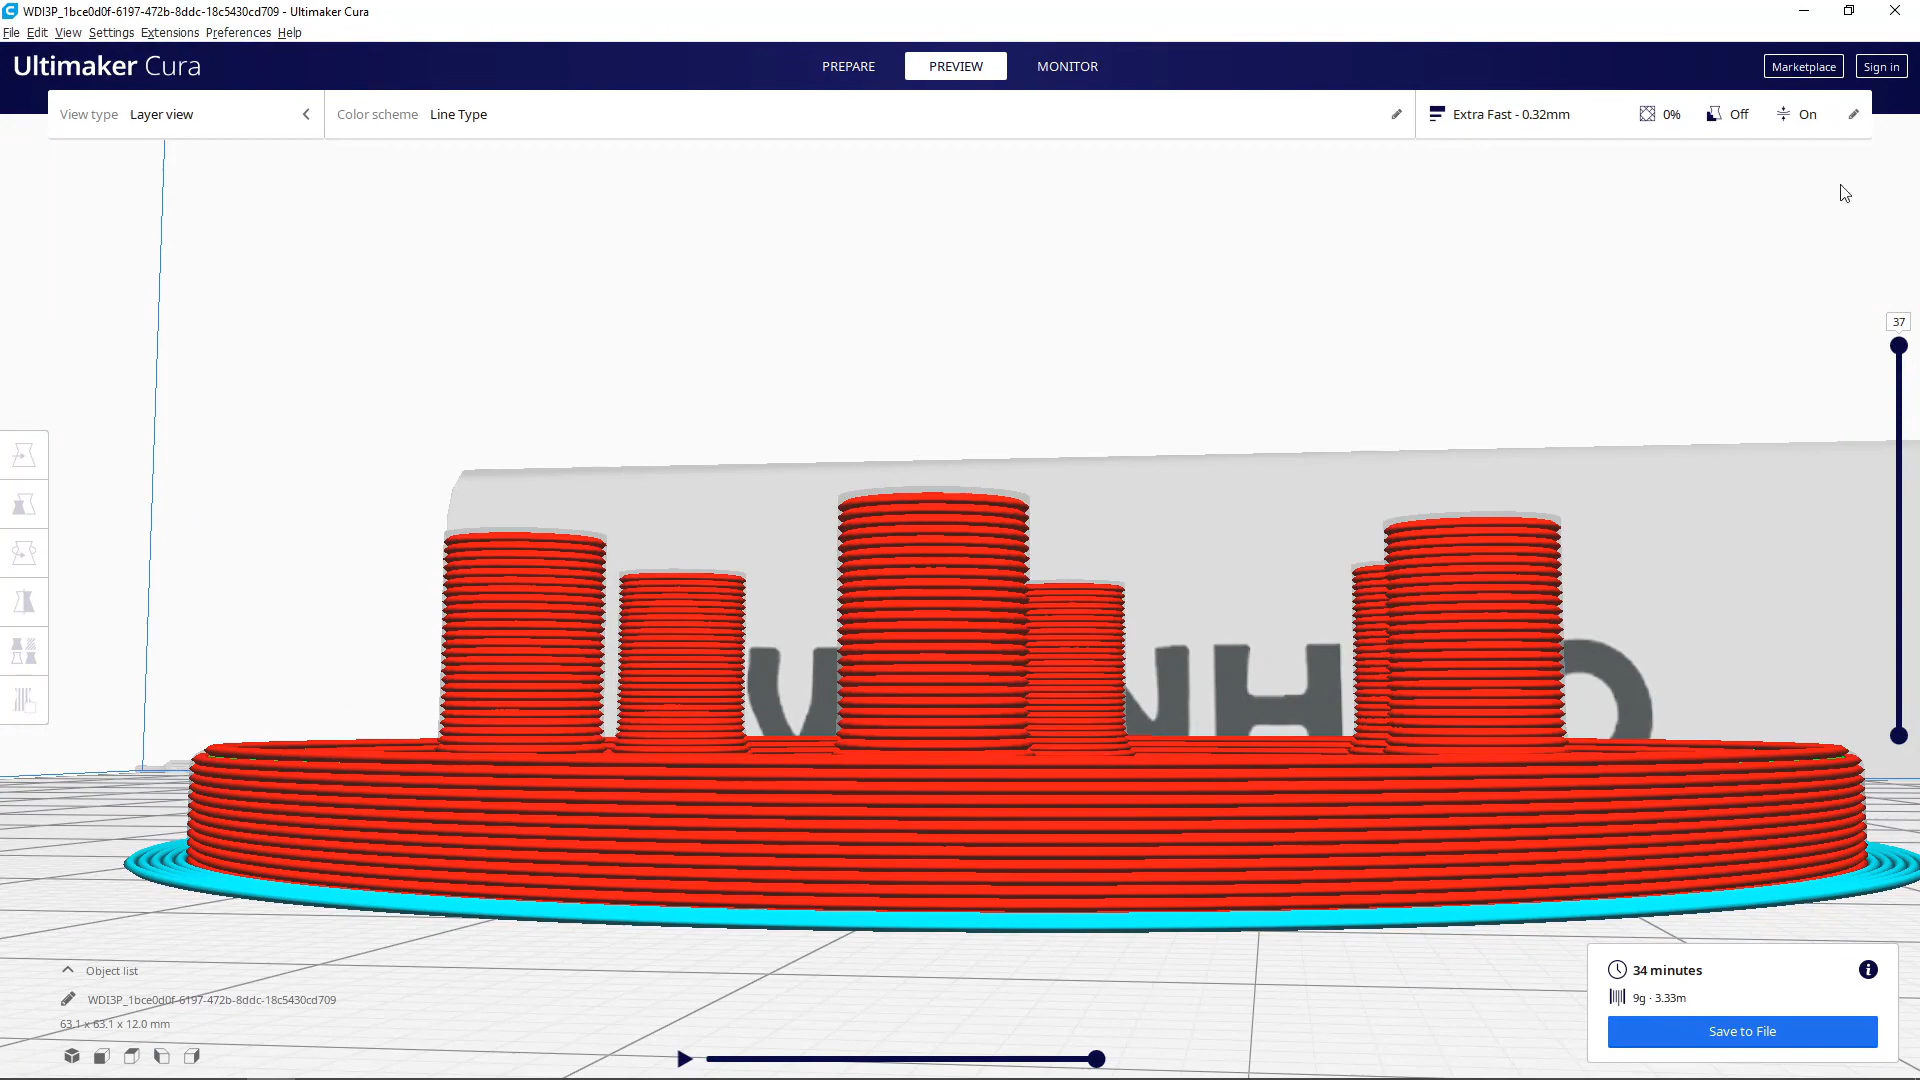 WDI3P_1bce0d0f-6197-472b-8ddc-18c5430cd709 - Ultimaker Cura
File Edit View Settings Extensions Preferences Help
Ultimaker Cura
PREPARE
PREVIEW
MONITOR
Marketplace
Sign in
View type Layer view
Color scheme Line Type
Extra Fast - 0.32mm
0%
Off
On
37
Object list
WDI3P_1bce0d0f-6197-472b-8ddc-18c5430cd709
63.1 x 63.1 x 12.0 mm
34 minutes
9g · 3.33m
Save to File